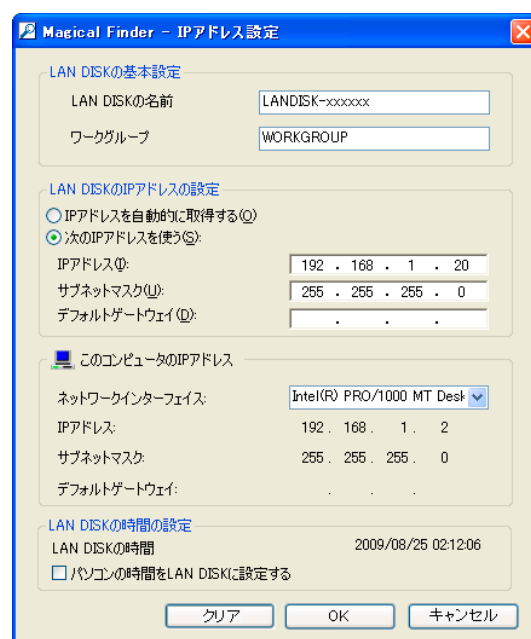 Magical Finder - IPアドレス設定
LAN DISKの基本設定
LAN DISKの名前 LANDISK-xxxxxx
ワークグループ WORKGROUP
LAN DISKのIPアドレスの設定
IPアドレスを自動的に取得する(O)
次のIPアドレスを使う(S):
IPアドレス(I): 192 . 168 . 1 . 20
サブネットマスク(U): 255 . 255 . 255 . 0
デフォルトゲートウェイ(D): . . .
このコンピュータのIPアドレス
ネットワークインターフェイス: Intel(R) PRO/1000 MT Desk
IPアドレス: 192 . 168 . 1 . 2
サブネットマスク: 255 . 255 . 255 . 0
デフォルトゲートウェイ: . . .
LAN DISKの時間の設定
LAN DISKの時間 2009/08/25 02:12:06
パソコンの時間をLAN DISKに設定する
クリア OK キャンセル